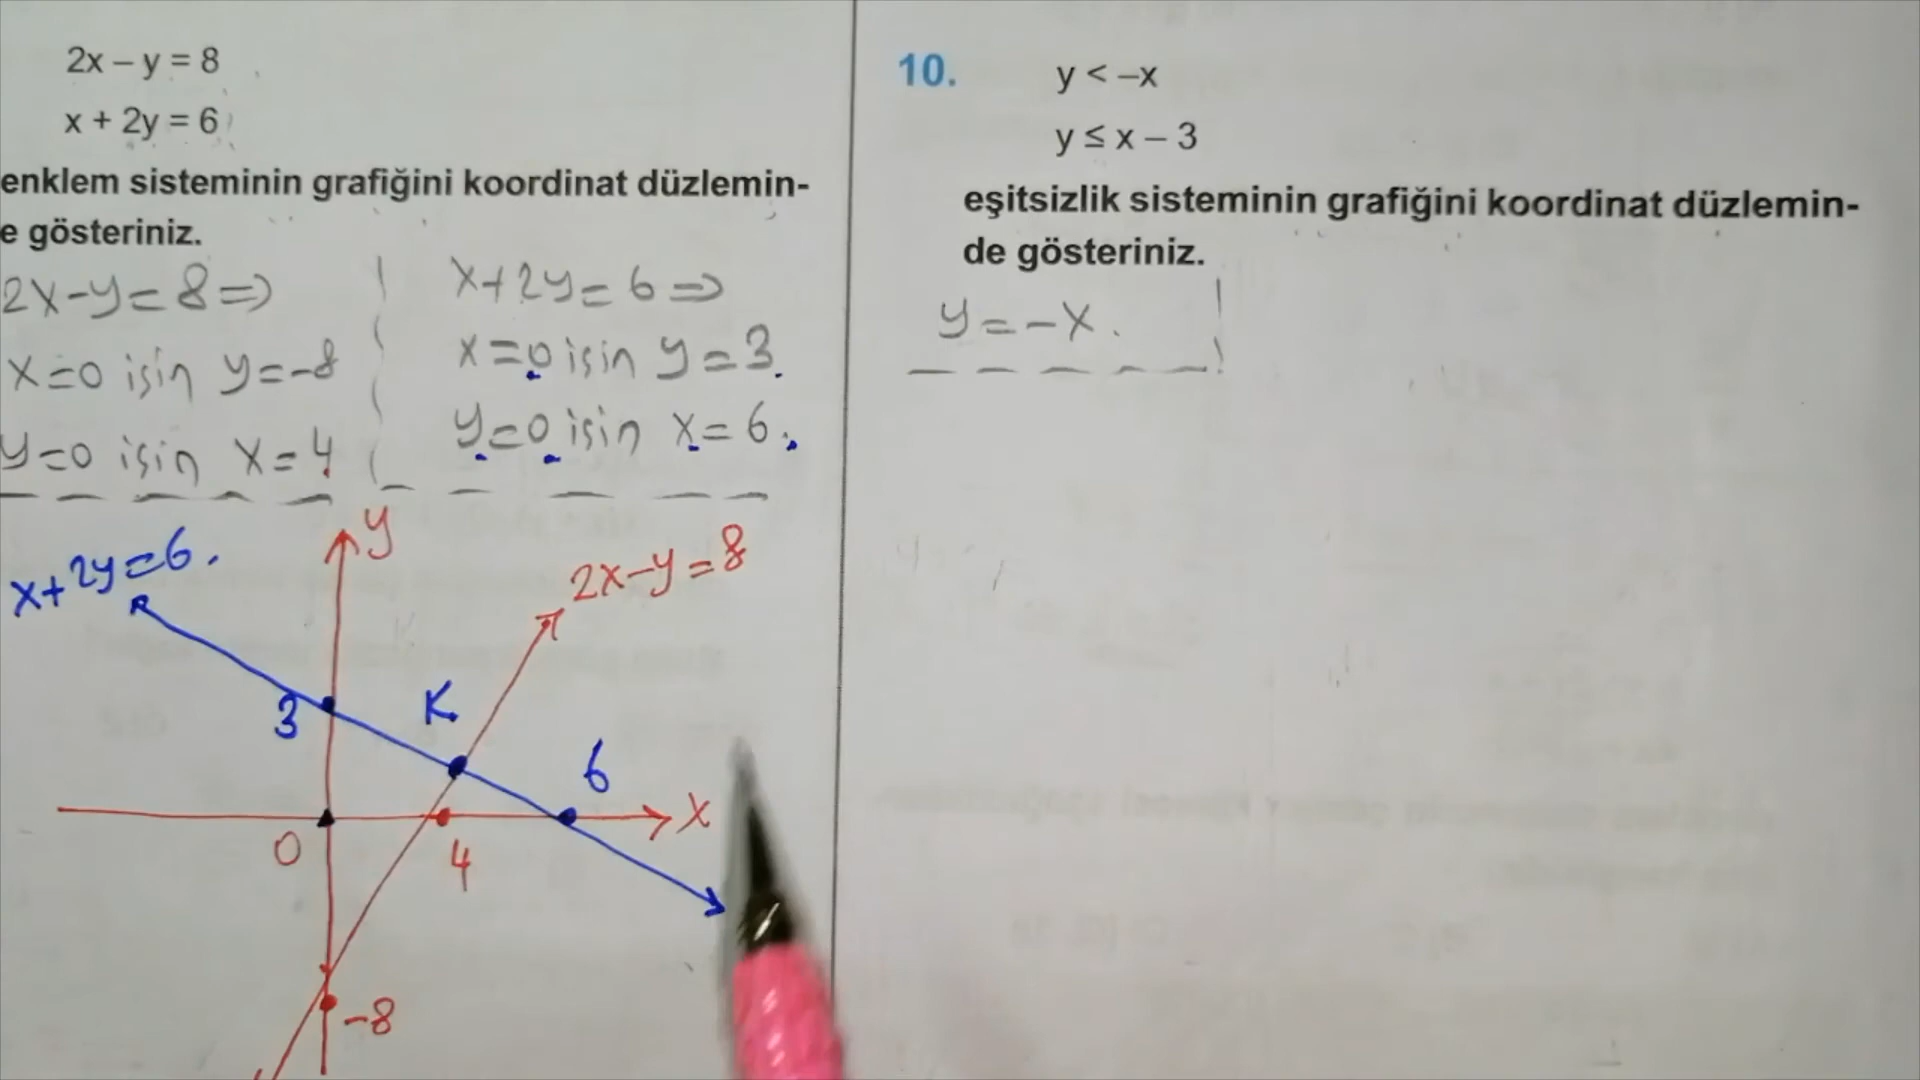 2x – y = 8
x + 2y = 6
enklem sisteminin grafiğini koordinat düzlemin-
e gösteriniz.
2x-y=8⇒
x=0 için y=-8
y=0 için x=4
x+2y=6⇒
x=0 için y=3
y=0 için x=6
x+2y=6
y
2x-y=8
3
K
6
x
0
4
-8
10.
y < –x
y ≤ x – 3
eşitsizlik sisteminin grafiğini koordinat düzlemin-
de gösteriniz.
y=-x